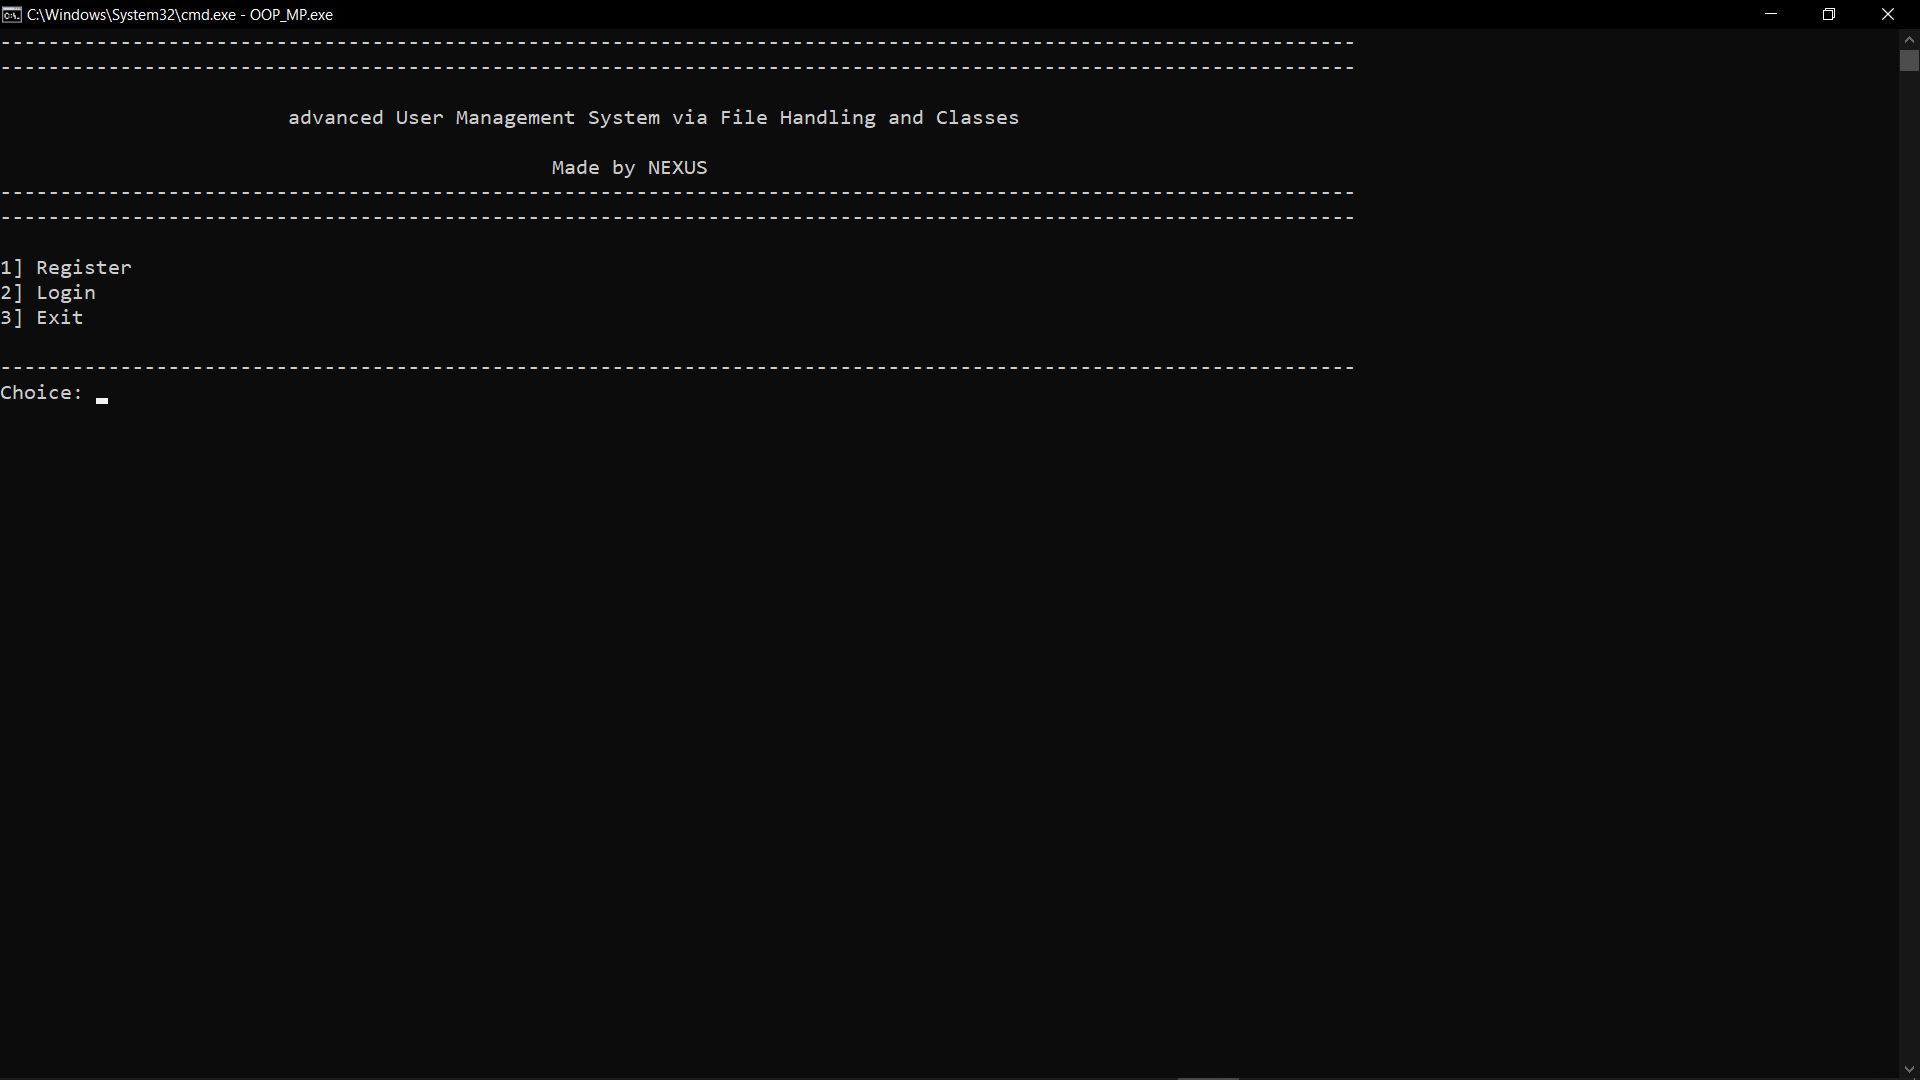 C:\Windows\System32\cmd.exe - OOP_MP.exe
-----------------------------------------------------------------------------------------------------------------
-----------------------------------------------------------------------------------------------------------------
advanced User Management System via File Handling and Classes
Made by NEXUS
-----------------------------------------------------------------------------------------------------------------
-----------------------------------------------------------------------------------------------------------------
1] Register
2] Login
3] Exit
-----------------------------------------------------------------------------------------------------------------
Choice: